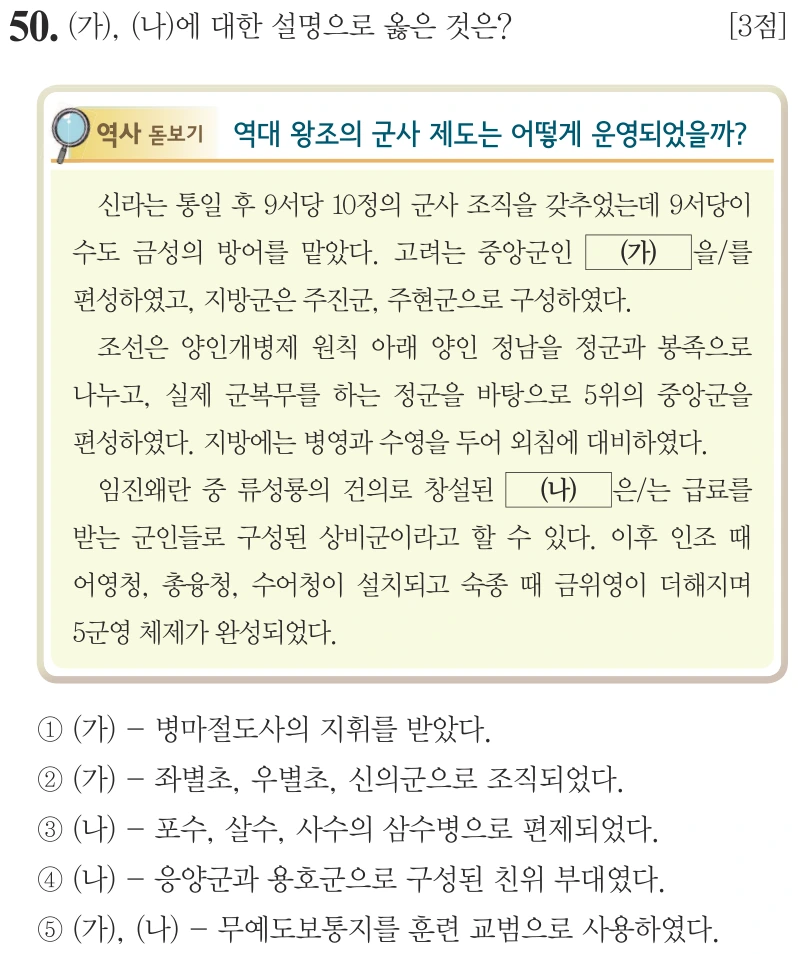 50. (가), (나)에 대한 설명으로 옳은 것은? [3점]
역사 돋보기 역대 왕조의 군사 제도는 어떻게 운영되었을까?
신라는 통일 후 9서당 10정의 군사 조직을 갖추었는데 9서당이
수도 금성의 방어를 맡았다. 고려는 중앙군인 (가) 을/를
편성하였고, 지방군은 주진군, 주현군으로 구성하였다.
조선은 양인개병제 원칙 아래 양인 정남을 정군과 봉족으로
나누고, 실제 군복무를 하는 정군을 바탕으로 5위의 중앙군을
편성하였다. 지방에는 병영과 수영을 두어 외침에 대비하였다.
임진왜란 중 류성룡의 건의로 창설된 (나) 은/는 급료를
받는 군인들로 구성된 상비군이라고 할 수 있다. 이후 인조 때
어영청, 총융청, 수어청이 설치되고 숙종 때 금위영이 더해지며
5군영 체제가 완성되었다.
① (가) - 병마절도사의 지휘를 받았다.
② (가) - 좌별초, 우별초, 신의군으로 조직되었다.
③ (나) - 포수, 살수, 사수의 삼수병으로 편제되었다.
④ (나) - 응양군과 용호군으로 구성된 친위 부대였다.
⑤ (가), (나) - 무예도보통지를 훈련 교범으로 사용하였다.